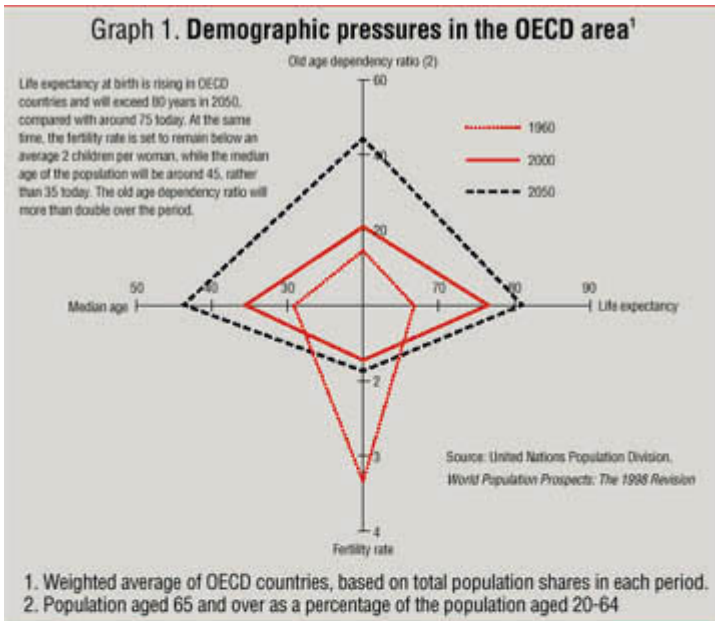 Graph 1. Demographic pressures in the OECD area¹
Old age dependency ratio (2)
Life expectancy at birth is rising in OECD
countries and will exceed 80 years in 2050,
compared with around 75 today. At the same
time, the fertility rate is set to remain below an
average 2 children per woman, while the median
age of the population will be around 45, rather
than 35 today. The old age dependency ratio will
more than double over the period.
60
1960
2000
2050
20
50 40 30 70 80 90
Median age
Life expectancy
2
3
4
Fertility rate
Source: United Nations Population Division.
World Population Prospects: The 1998 Revision
1. Weighted average of OECD countries, based on total population shares in each period.
2. Population aged 65 and over as a percentage of the population aged 20-64